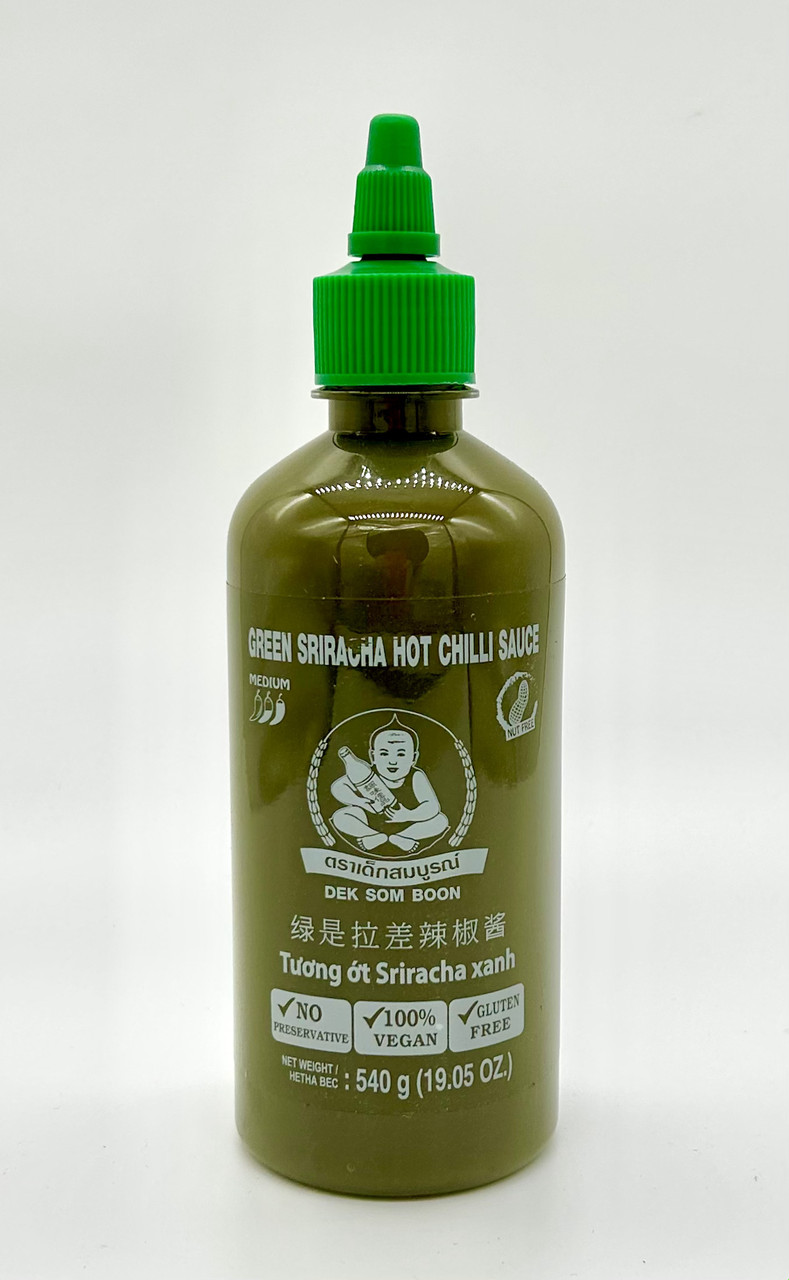 GREEN SRIRACHA HOT CHILLI SAUCE
MEDIUM
NUT FREE
ตราเด็กสมบูรณ์
DEK SOM BOON
绿是拉差辣椒酱
Tương ớt Sriracha xanh
✓NO PRESERVATIVE
✓100% VEGAN
✓GLUTEN FREE
NET WEIGHT /
HETHA BEC : 540 g (19.05 OZ.)